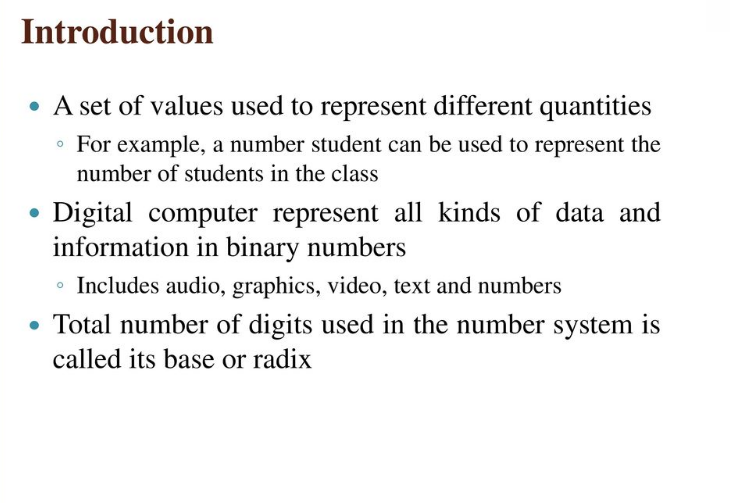 Introduction
• A set of values used to represent different quantities
◦ For example, a number student can be used to represent the
number of students in the class
• Digital computer represent all kinds of data and
information in binary numbers
◦ Includes audio, graphics, video, text and numbers
• Total number of digits used in the number system is
called its base or radix